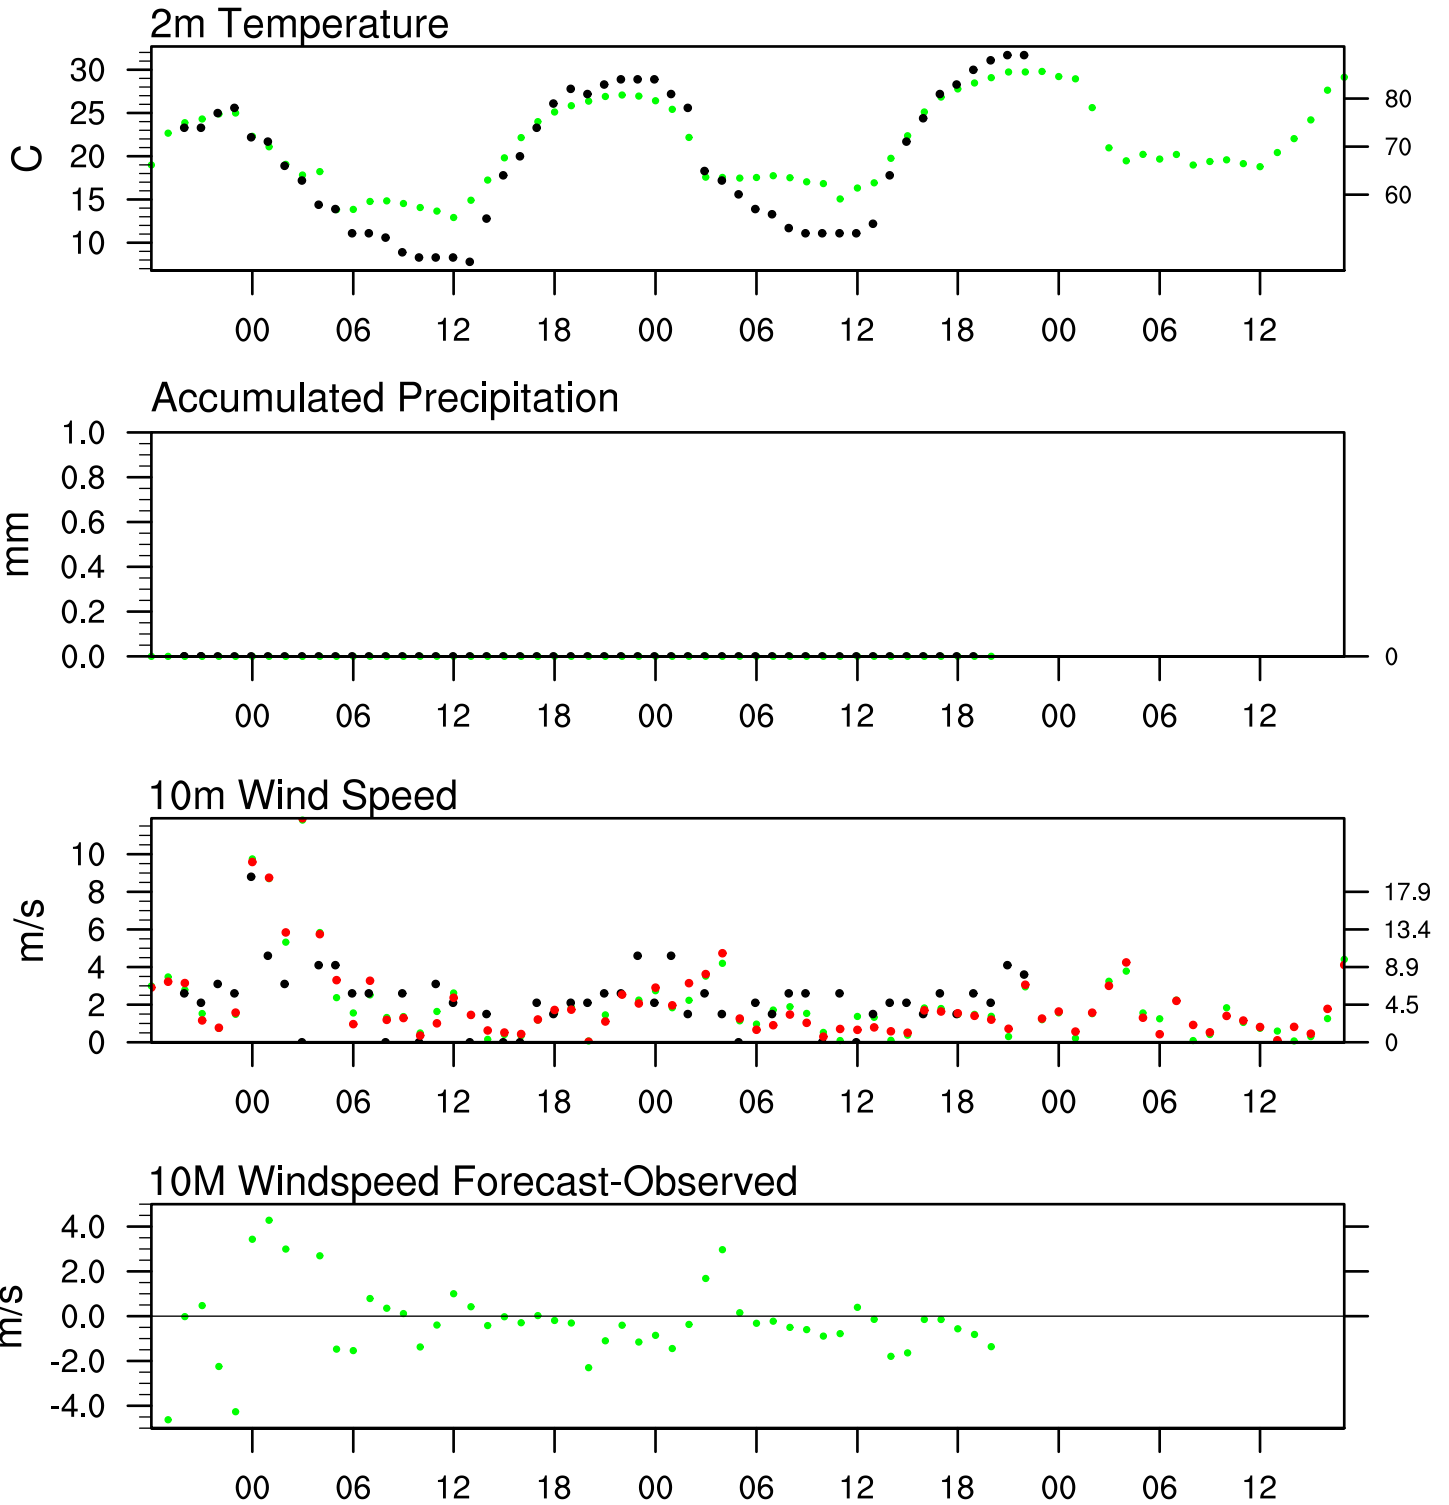 2m Temperature
30
25
20
15
10
C
80
70
60
00 06 12 18 00 06 12 18 00 06 12
Accumulated Precipitation
1.0
0.8
0.6
0.4
0.2
0.0
mm
0
00 06 12 18 00 06 12 18 00 06 12
10m Wind Speed
10
8
6
4
2
0
m/s
17.9
13.4
8.9
4.5
0
00 06 12 18 00 06 12 18 00 06 12
10M Windspeed Forecast-Observed
4.0
2.0
0.0
-2.0
-4.0
m/s
00 06 12 18 00 06 12 18 00 06 12